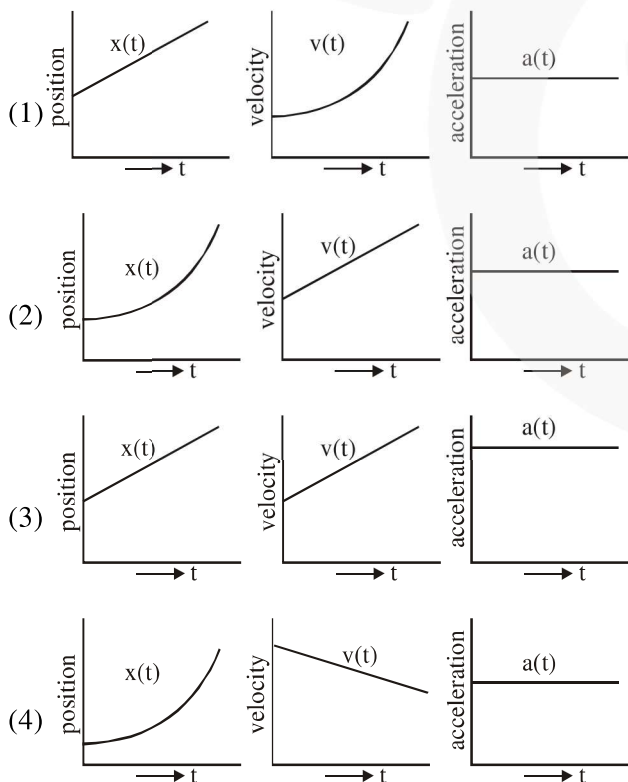 (1) position x(t) t velocity v(t) t acceleration a(t) t
(2) position x(t) t velocity v(t) t acceleration a(t) t
(3) position x(t) t velocity v(t) t acceleration a(t) t
(4) position x(t) t velocity v(t) t acceleration a(t) t